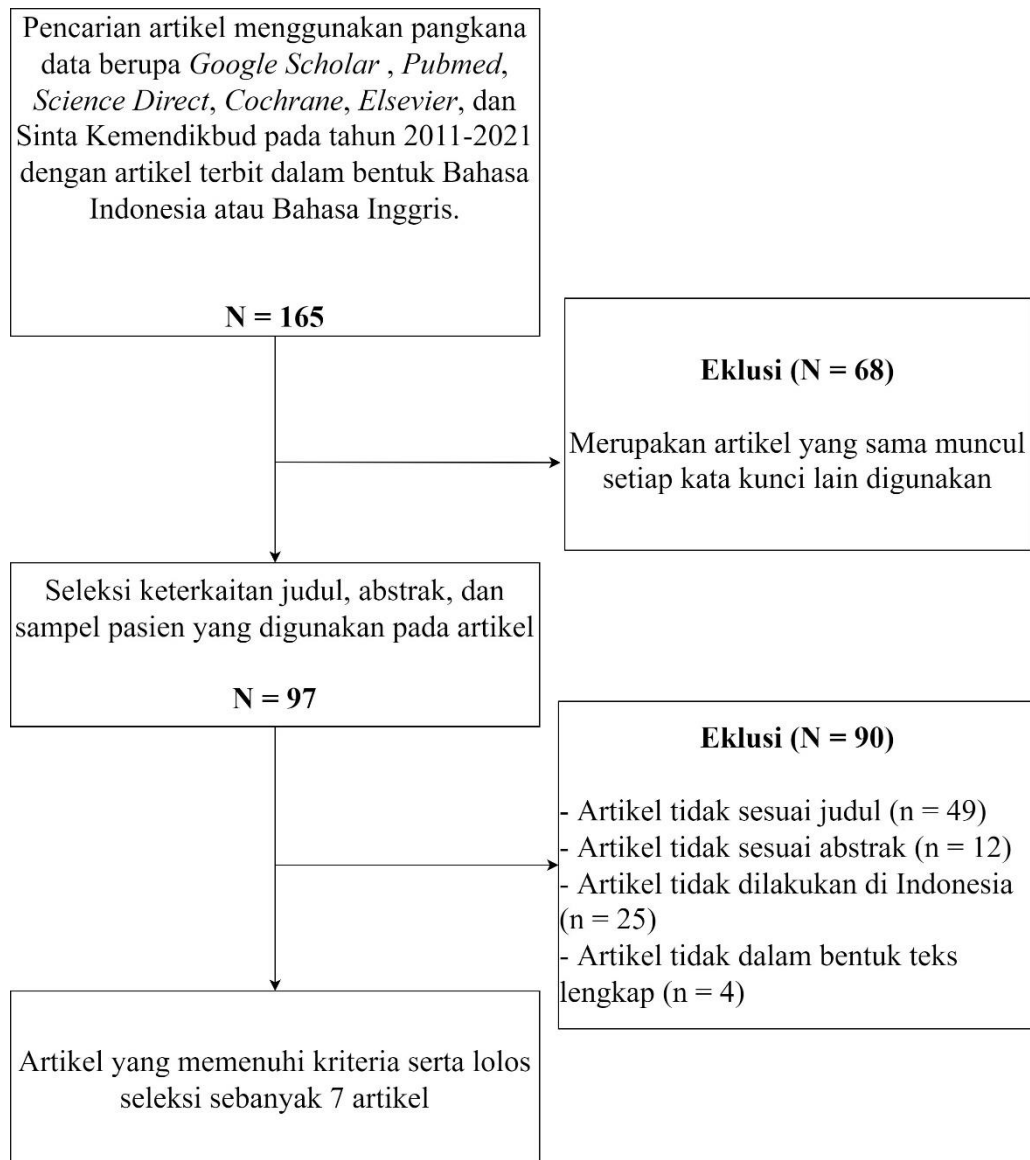 Pencarian artikel menggunakan pangkana
data berupa Google Scholar , Pubmed,
Science Direct, Cochrane, Elsevier, dan
Sinta Kemendikbud pada tahun 2011-2021
dengan artikel terbit dalam bentuk Bahasa
Indonesia atau Bahasa Inggris.
N = 165
Eklusi (N = 68)
Merupakan artikel yang sama muncul
setiap kata kunci lain digunakan
Seleksi keterkaitan judul, abstrak, dan
sampel pasien yang digunakan pada artikel
N = 97
Eklusi (N = 90)
- Artikel tidak sesuai judul (n = 49)
- Artikel tidak sesuai abstrak (n = 12)
- Artikel tidak dilakukan di Indonesia
(n = 25)
- Artikel tidak dalam bentuk teks
lengkap (n = 4)
Artikel yang memenuhi kriteria serta lolos
seleksi sebanyak 7 artikel